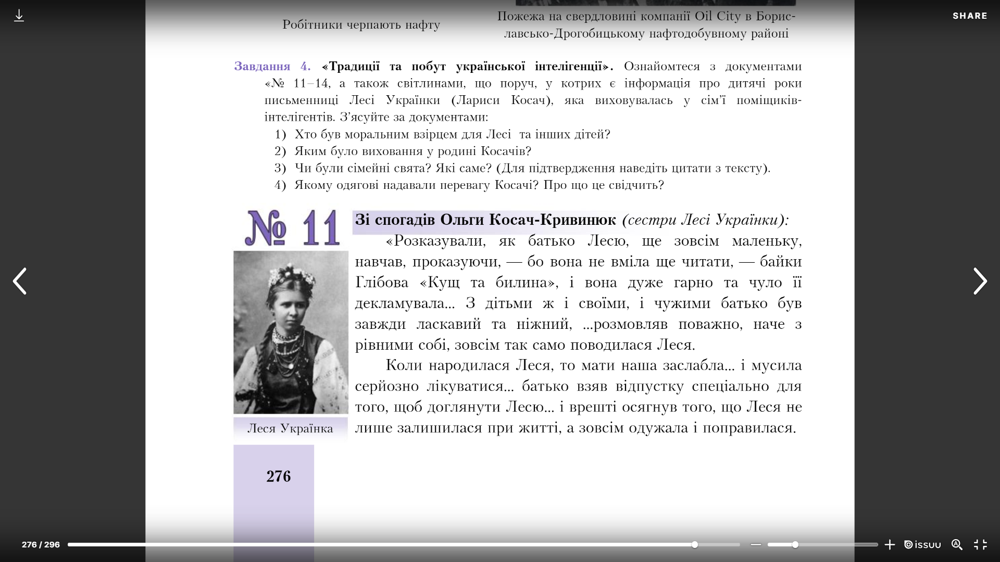 SHARE
Робітники черпають нафту
Пожежа на свердловині компанії Oil City в Борис-
лавсько-Дрогобицькому нафтодобувному районі
Завдання 4. «Традиції та побут української інтелігенції». Ознайомтеся з документами
«№ 11–14, а також світлинами, що поруч, у котрих є інформація про дитячі роки
письменниці Лесі Українки (Лариси Косач), яка виховувалась у сім’ї поміщиків-
інтелігентів. З’ясуйте за документами:
1) Хто був моральним взірцем для Лесі та інших дітей?
2) Яким було виховання у родині Косачів?
3) Чи були сімейні свята? Які саме? (Для підтвердження наведіть цитати з тексту).
4) Якому одягові надавали перевагу Косачі? Про що це свідчить?
№ 11
Зі спогадів Ольги Косач-Кривинюк (сестри Лесі Українки):
«Розказували, як батько Лесю, ще зовсім маленьку,
навчав, проказуючи, — бо вона не вміла ще читати, — байки
Глібова «Кущ та билина», і вона дуже гарно та чуло її
декламувала... З дітьми ж і своїми, і чужими батько був
завжди ласкавий та ніжний, ...розмовляв поважно, наче з
рівними собі, зовсім так само поводилася Леся.
Коли народилася Леся, то мати наша заслабла... і мусила
серйозно лікуватися... батько взяв відпустку спеціально для
того, щоб доглянути Лесю... і врешті осягнув того, що Леся не
лише залишилася при житті, а зовсім одужала і поправилася.
Леся Українка
276
276 / 296
issuu